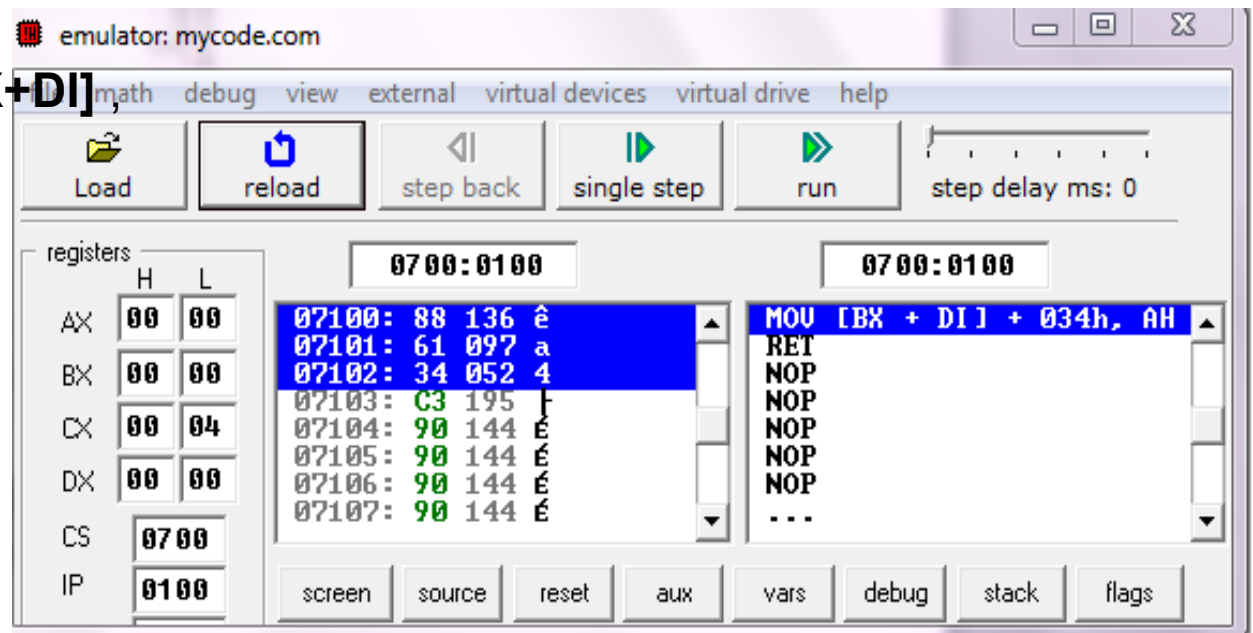 emulator: mycode.com
+DI] ,
file math debug view external virtual devices virtual drive help
Load reload step back single step run step delay ms: 0
registers
H L
0700:0100 0700:0100
AX 00 00
BX 00 00
CX 00 04
DX 00 00
CS 0700
IP 0100
07100: 88 136 ê
07101: 61 097 a
07102: 34 052 4
07103: C3 195 ├
07104: 90 144 É
07105: 90 144 É
07106: 90 144 É
07107: 90 144 É
MOV [BX + DI] + 034h, AH
RET
NOP
NOP
NOP
NOP
NOP
...
screen source reset aux vars debug stack flags